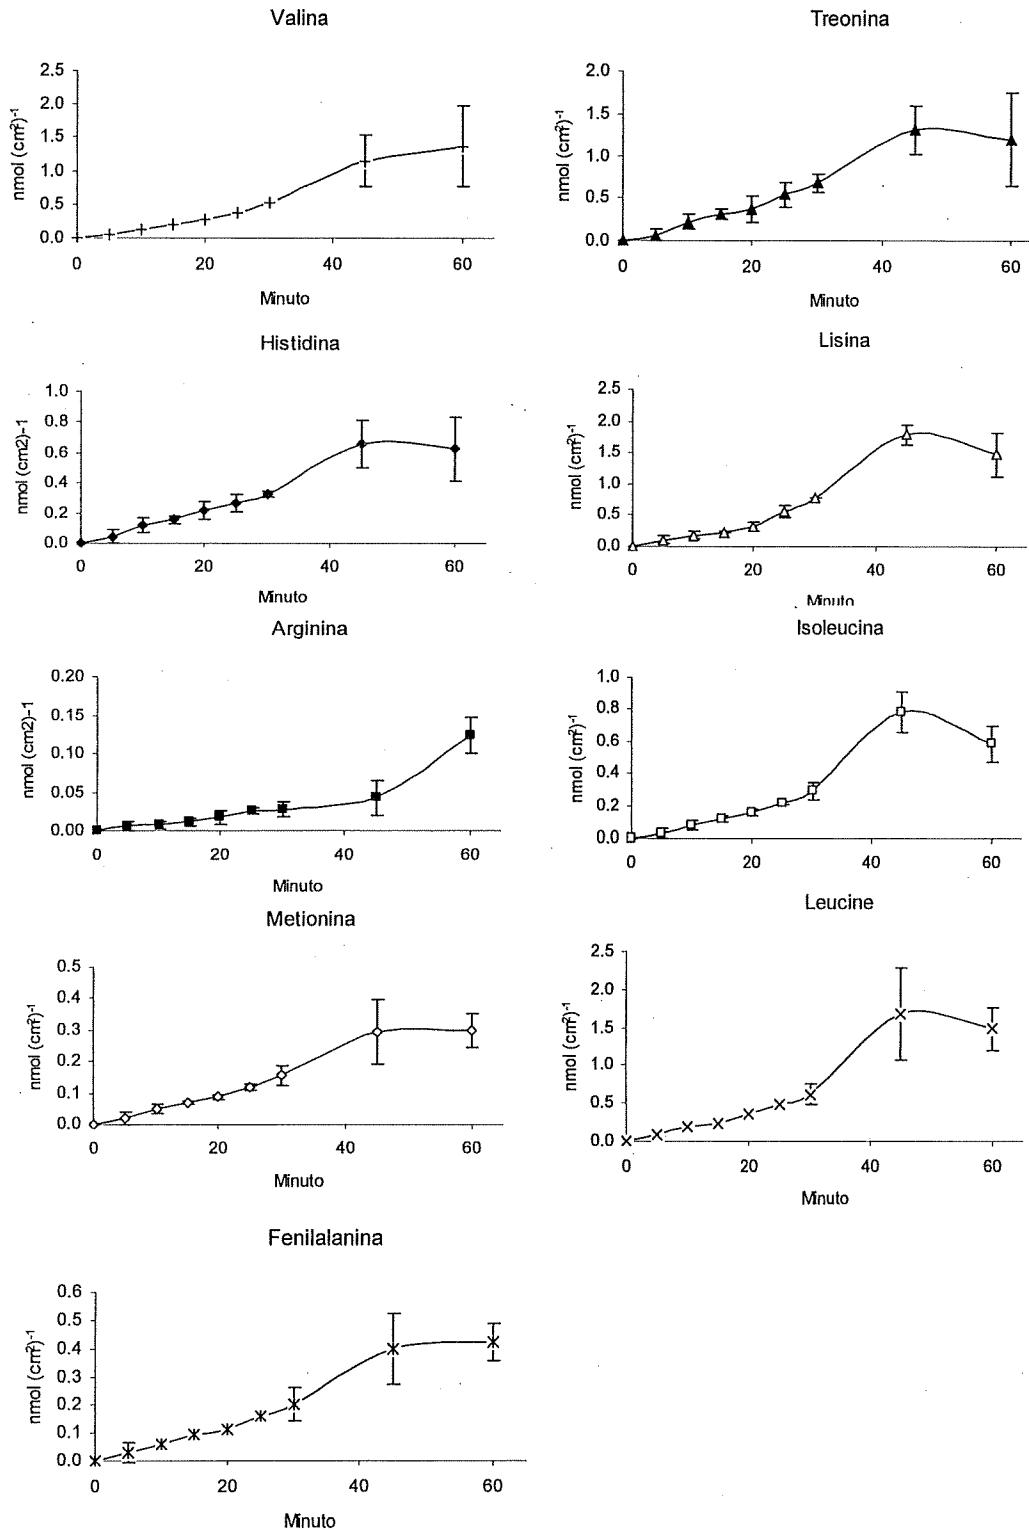 Valina
2.5
2.0
1.5
1.0
0.5
0.0
nmol (cm²)⁻¹
0 20 40 60
Minuto
Treonina
2.0
1.5
1.0
0.5
0.0
nmol (cm²)⁻¹
0 20 40 60
Minuto
Histidina
1.0
0.8
0.6
0.4
0.2
0.0
nmol (cm2)-1
0 20 40 60
Minuto
Lisina
2.5
2.0
1.5
1.0
0.5
0.0
nmol (cm²)⁻¹
0 20 40 60
Minuto
Arginina
0.20
0.15
0.10
0.05
0.00
nmol (cm2)-1
0 20 40 60
Minuto
Isoleucina
1.0
0.8
0.6
0.4
0.2
0.0
nmol (cm²)⁻¹
0 20 40 60
Minuto
Metionina
0.5
0.4
0.3
0.2
0.1
0.0
nmol (cm²)⁻¹
0 20 40 60
Minuto
Leucine
2.5
2.0
1.5
1.0
0.5
0.0
nmol (cm²)⁻¹
0 20 40 60
Minuto
Fenilalanina
0.6
0.5
0.4
0.3
0.2
0.1
0.0
nmol (cm²)⁻¹
0 20 40 60
Minuto